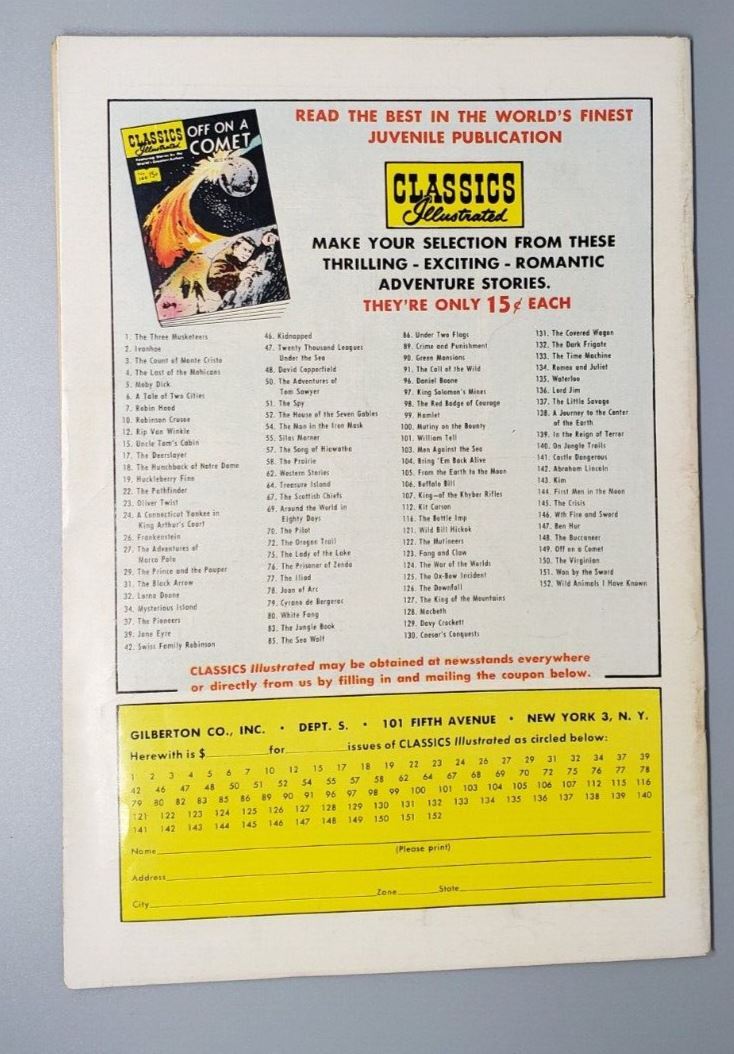 CLASSICS
Illustrated
Featuring Stories by the
World's Greatest Authors
149 15¢
OFF ON A
COMET
READ THE BEST IN THE WORLD'S FINEST
JUVENILE PUBLICATION
CLASSICS
Illustrated
MAKE YOUR SELECTION FROM THESE
THRILLING - EXCITING - ROMANTIC
ADVENTURE STORIES.
THEY'RE ONLY 15¢ EACH
1. The Three Musketeers
2. Ivanhoe
3. The Count of Monte Cristo
4. The Last of the Mohicans
5. Moby Dick
6. A Tale of Two Cities
7. Robin Hood
10. Robinson Crusoe
12. Rip Van Winkle
15. Uncle Tom's Cabin
17. The Deerslayer
18. The Hunchback of Notre Dame
19. Huckleberry Finn
22. The Pathfinder
23. Oliver Twist
24. A Connecticut Yankee in
King Arthur's Court
26. Frankenstein
27. The Adventures of
Marco Polo
29. The Prince and the Pauper
31. The Black Arrow
32. Lorna Doone
34. Mysterious Island
37. The Pioneers
39. Jane Eyre
42. Swiss Family Robinson
46. Kidnapped
47. Twenty Thousand Leagues
Under the Sea
48. David Copperfield
50. The Adventures of
Tom Sawyer
51. The Spy
52. The House of the Seven Gables
54. The Man in the Iron Mask
55. Silas Marner
57. The Song of Hiawatha
58. The Prairie
62. Western Stories
64. Treasure Island
67. The Scottish Chiefs
69. Around the World in
Eighty Days
70. The Pilot
72. The Oregon Trail
75. The Lady of the Lake
76. The Prisoner of Zenda
77. The Iliad
78. Joan of Arc
79. Cyrano de Bergerac
80. White Fang
83. The Jungle Book
85. The Sea Wolf
86. Under Two Flags
89. Crime and Punishment
90. Green Mansions
91. The Call of the Wild
96. Daniel Boone
97. King Solomon's Mines
98. The Red Badge of Courage
99. Hamlet
100. Mutiny on the Bounty
101. William Tell
103. Men Against the Sea
104. Bring 'Em Back Alive
105. From the Earth to the Moon
106. Buffalo Bill
107. King—of the Khyber Rifles
112. Kit Carson
116. The Bottle Imp
121. Wild Bill Hickok
122. The Mutineers
123. Fang and Claw
124. The War of the Worlds
125. The Ox-Bow Incident
126. The Downfall
127. The King of the Mountains
128. Macbeth
129. Davy Crockett
130. Caesar's Conquests
131. The Covered Wagon
132. The Dark Frigate
133. The Time Machine
134. Romeo and Juliet
135. Waterloo
136. Lord Jim
137. The Little Savage
138. A Journey to the Center
of the Earth
139. In the Reign of Terror
140. On Jungle Trails
141. Castle Dangerous
142. Abraham Lincoln
143. Kim
144. First Men in the Moon
145. The Crisis
146. With Fire and Sword
147. Ben Hur
148. The Buccaneer
149. Off on a Comet
150. The Virginian
151. Won by the Sword
152. Wild Animals I Have Known
CLASSICS Illustrated may be obtained at newsstands everywhere
or directly from us by filling in and mailing the coupon below.
GILBERTON CO., INC. • DEPT. S. • 101 FIFTH AVENUE • NEW YORK 3, N. Y.
Herewith is $ for issues of CLASSICS Illustrated as circled below:
1 2 3 4 5 6 7 10 12 15 17 18 19 22 23 24 26 27 29 31 32 34 37 39
42 46 47 48 50 51 52 54 55 57 58 62 64 67 68 69 70 72 75 76 77 78
79 80 82 83 85 86 89 90 91 96 97 98 99 100 101 103 104 105 106 107 112 115 116
121 122 123 124 125 126 127 128 129 130 131 132 133 134 135 136 137 138 139 140
141 142 143 144 145 146 147 148 149 150 151 152
Name
(Please print)
Address
City Zone State